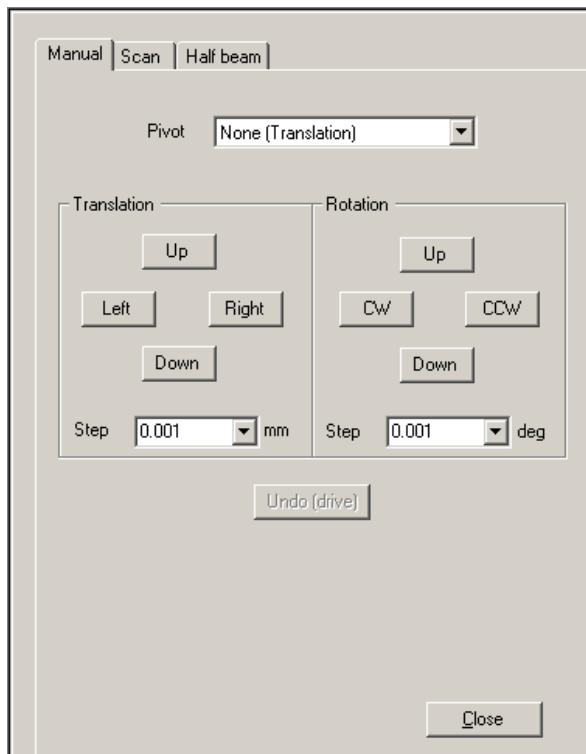 Manual Scan Half beam
Pivot None (Translation)
Translation Rotation
Up Up
Left Right CW CCW
Down Down
Step 0.001 mm Step 0.001 deg
Undo (drive)
Close